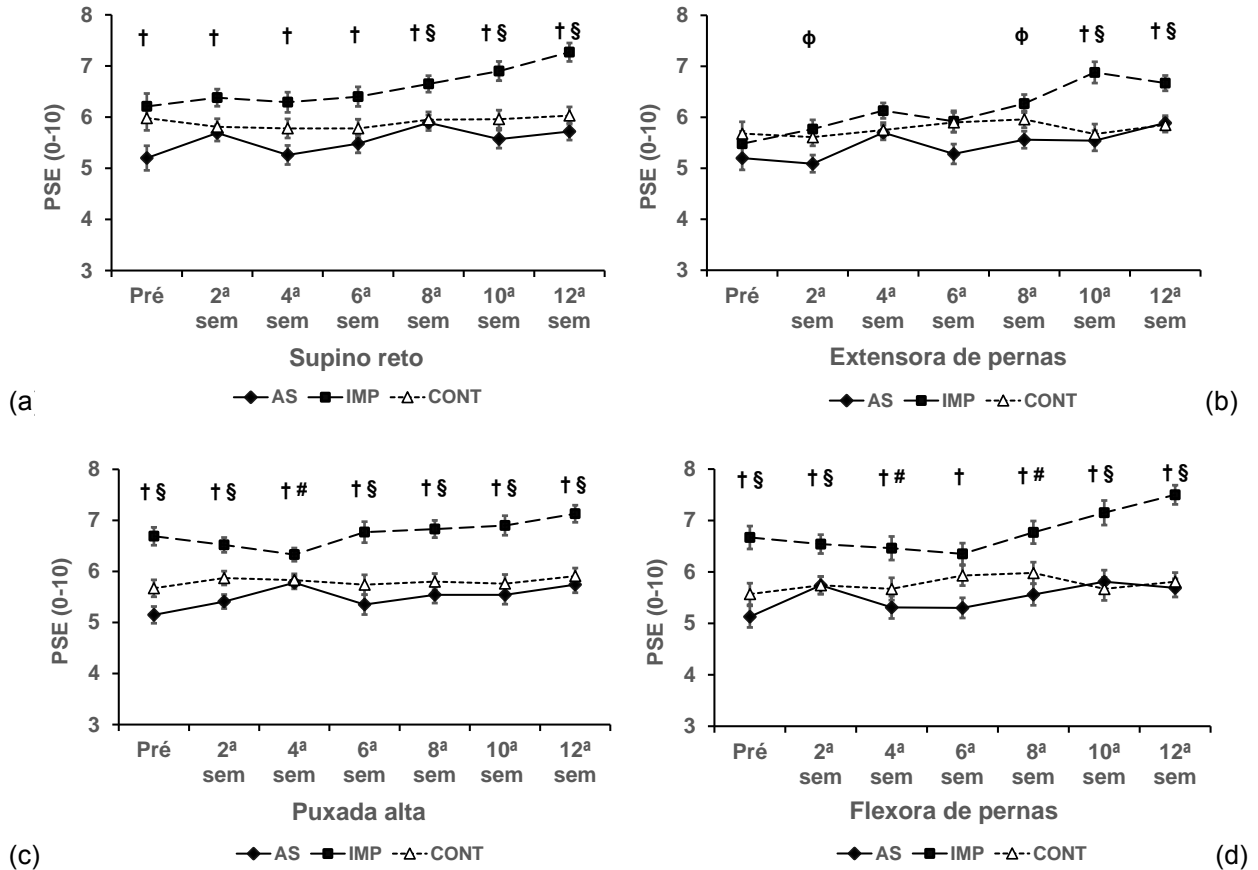 8
† † † † † § † § † §
7
6
5
4
3
PSE (0-10)
Pré 2ª sem 4ª sem 6ª sem 8ª sem 10ª sem 12ª sem
Supino reto
AS IMP CONT
(a)
8
ϕ ϕ † § † §
7
6
5
4
3
PSE (0-10)
Pré 2ª sem 4ª sem 6ª sem 8ª sem 10ª sem 12ª sem
Extensora de pernas
AS IMP CONT
(b)
8
† § † § † # † § † § † § † §
7
6
5
4
3
PSE (0-10)
Pré 2ª sem 4ª sem 6ª sem 8ª sem 10ª sem 12ª sem
Puxada alta
AS IMP CONT
(c)
8
† § † § † # † † # † § † §
7
6
5
4
3
PSE (0-10)
Pré 2ª sem 4ª sem 6ª sem 8ª sem 10ª sem 12ª sem
Flexora de pernas
AS IMP CONT
(d)